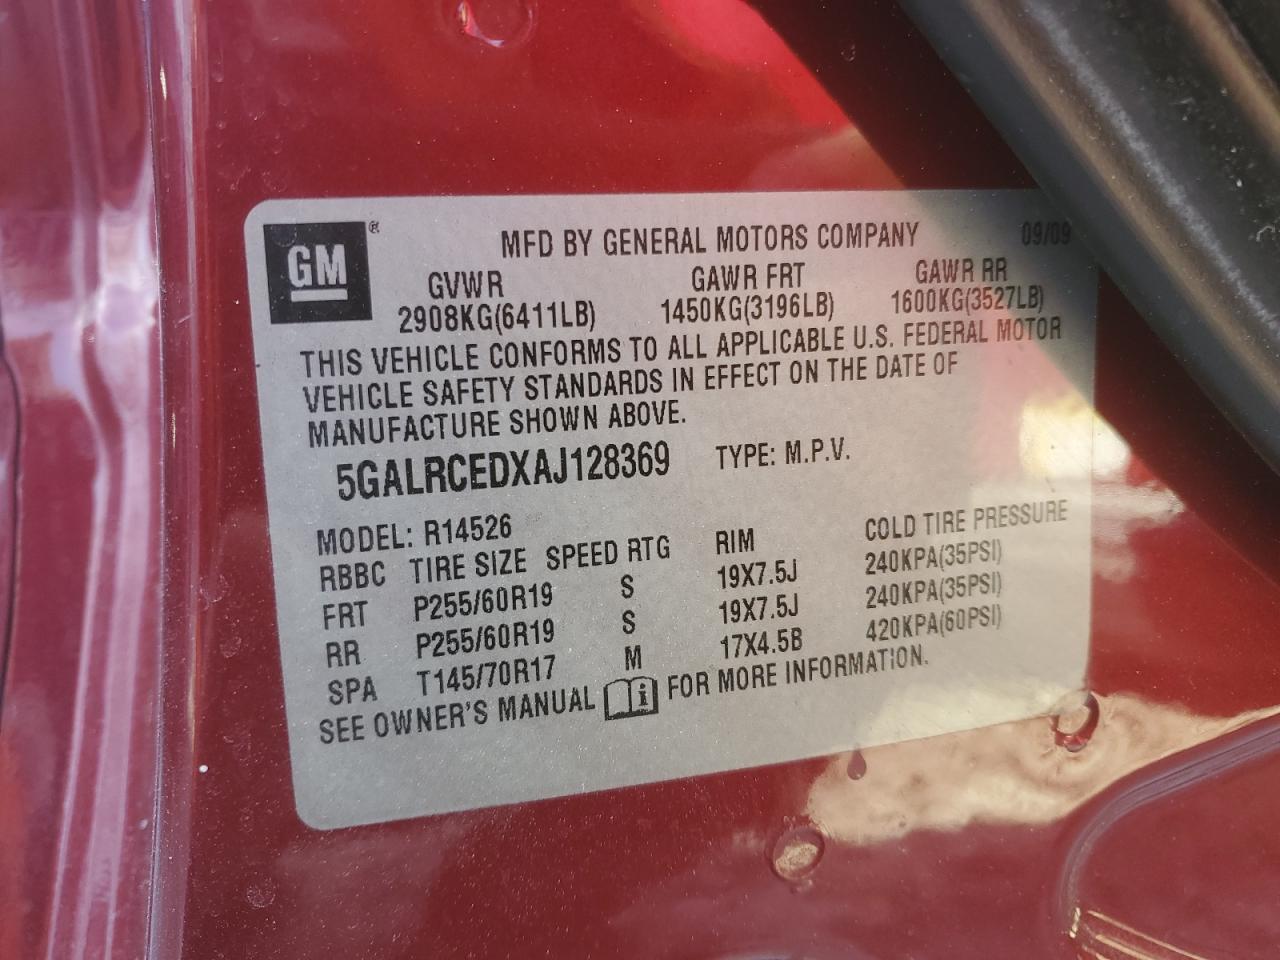 GM ®
MFD BY GENERAL MOTORS COMPANY 09/09
GVWR GAWR FRT GAWR RR
2908KG(6411LB) 1450KG(3196LB) 1600KG(3527LB)
THIS VEHICLE CONFORMS TO ALL APPLICABLE U.S. FEDERAL MOTOR
VEHICLE SAFETY STANDARDS IN EFFECT ON THE DATE OF
MANUFACTURE SHOWN ABOVE.
5GALRCEDXAJ128369 TYPE: M.P.V.
MODEL: R14526
RBBC TIRE SIZE SPEED RTG RIM COLD TIRE PRESSURE
FRT P255/60R19 S 19X7.5J 240KPA(35PSI)
RR P255/60R19 S 19X7.5J 240KPA(35PSI)
SPA T145/70R17 M 17X4.5B 420KPA(60PSI)
SEE OWNER'S MANUAL i FOR MORE INFORMATION.